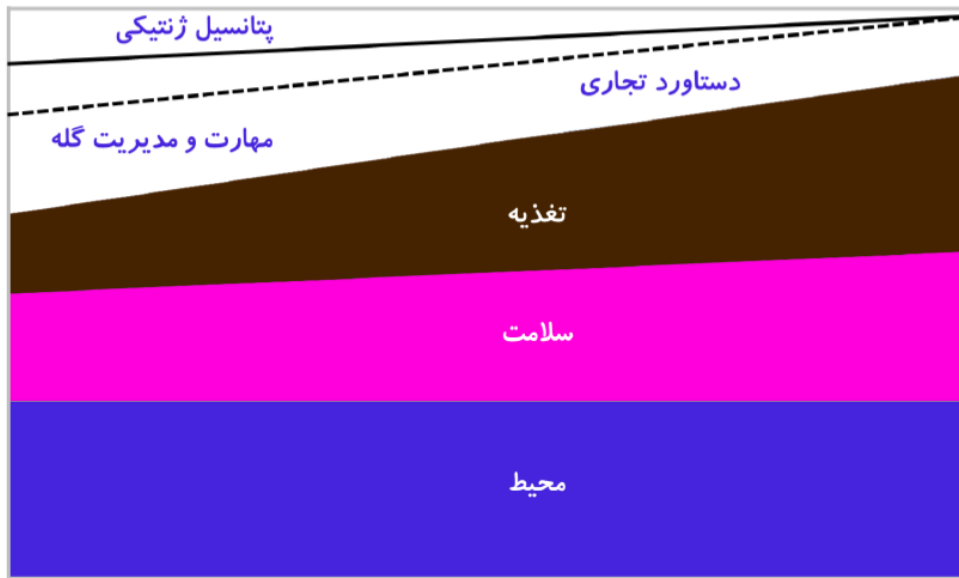 پتانسیل ژنتیکی
دستاورد تجاری
مهارت و مدیریت گله
تغذیه
سلامت
محیط